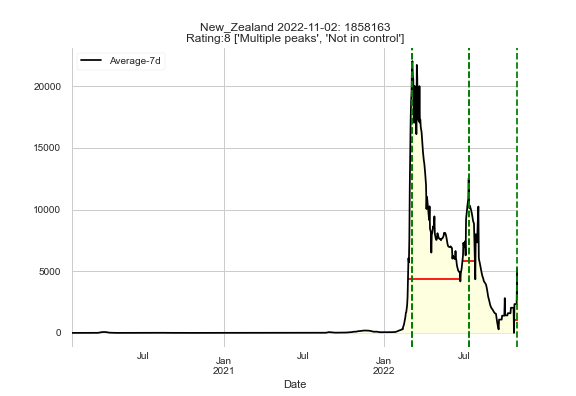 New_Zealand 2022-11-02: 1858163
Rating:8 ['Multiple peaks', 'Not in control']
Average-7d
20000
15000
10000
5000
0
Jul
Jan
2021
Jul
Jan
2022
Jul
Date